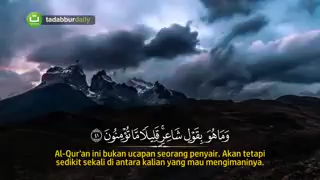 tadabburdaily
وَمَا هُوَ بِقَوْلِ شَاعِرٍ قَلِيلًا مَّا تُؤْمِنُونَ ٤١
Al-Qur'an ini bukan ucapan seorang penyair. Akan tetapi
sedikit sekali di antara kalian yang mau mengimaninya.